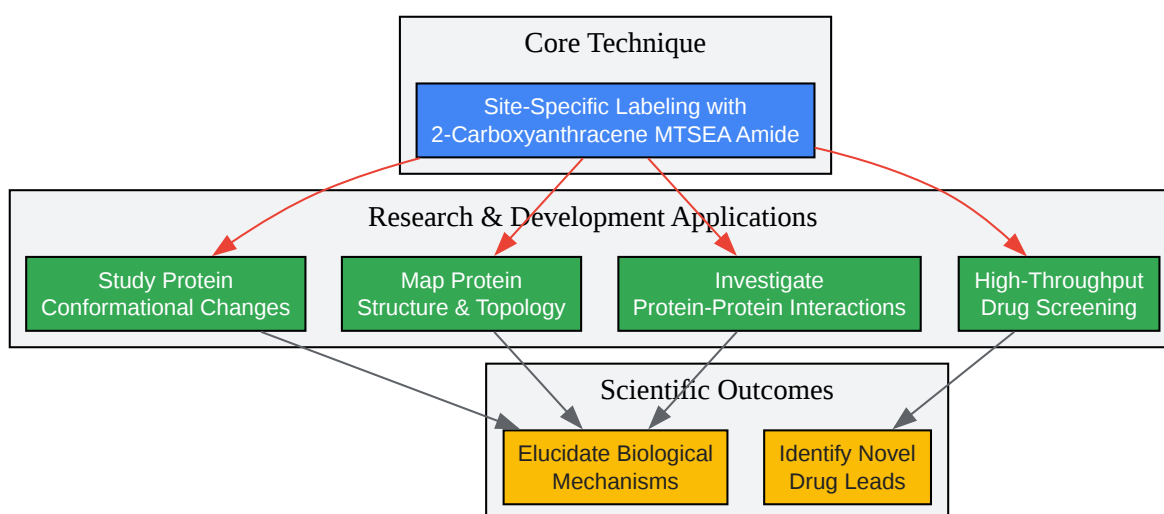 Core Technique
Site-Specific Labeling with
2-Carboxyanthracene MTSEA Amide
Research & Development Applications
Study Protein
Conformational Changes
Map Protein
Structure & Topology
Investigate
Protein-Protein Interactions
High-Throughput
Drug Screening
Scientific Outcomes
Elucidate Biological
Mechanisms
Identify Novel
Drug Leads